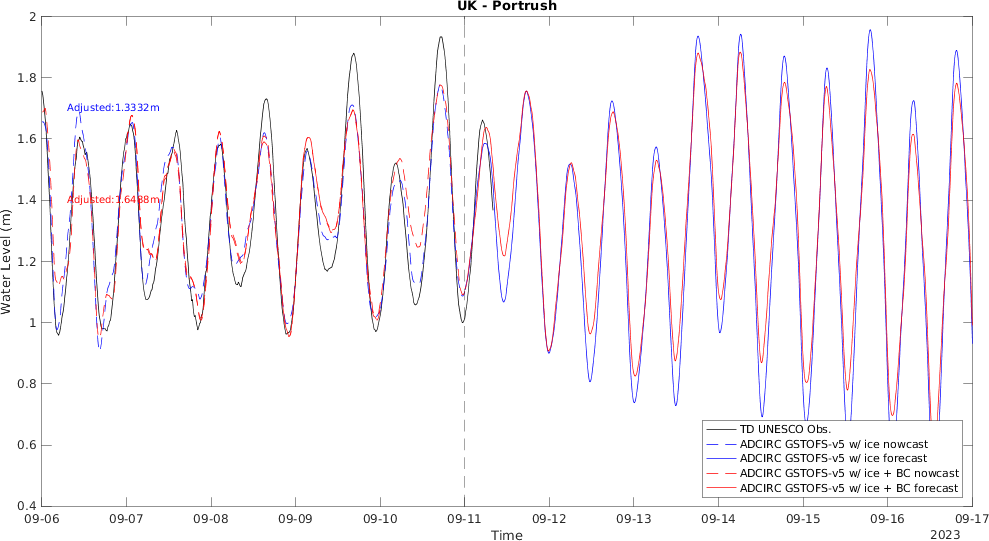 UK - Portrush
2
1.8
1.6
1.4
1.2
1
0.8
0.6
0.4
Water Level (m)
Adjusted:1.3332m
Adjusted:1.6488m
TD UNESCO Obs.
ADCIRC GSTOFS-v5 w/ ice nowcast
ADCIRC GSTOFS-v5 w/ ice forecast
ADCIRC GSTOFS-v5 w/ ice + BC nowcast
ADCIRC GSTOFS-v5 w/ ice + BC forecast
09-06 09-07 09-08 09-09 09-10 09-11 09-12 09-13 09-14 09-15 09-16 09-17
Time
2023